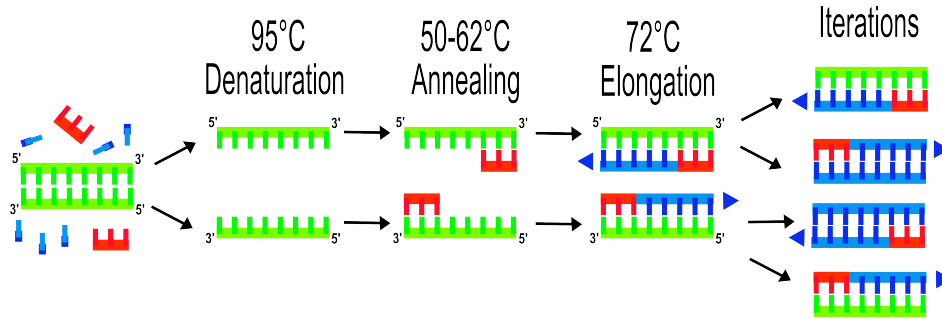 95°C
Denaturation
50-62°C
Annealing
72°C
Elongation
Iterations
5' 3'
3' 5'
5' 3'
3' 5'
5' 3'
3' 5'
5' 3'
3' 5'